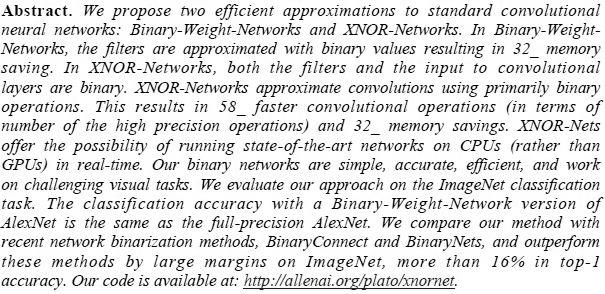 Abstract. We propose two efficient approximations to standard convolutional
neural networks: Binary-Weight-Networks and XNOR-Networks. In Binary-Weight-
Networks, the filters are approximated with binary values resulting in 32_ memory
saving. In XNOR-Networks, both the filters and the input to convolutional
layers are binary. XNOR-Networks approximate convolutions using primarily binary
operations. This results in 58_ faster convolutional operations (in terms of
number of the high precision operations) and 32_ memory savings. XNOR-Nets
offer the possibility of running state-of-the-art networks on CPUs (rather than
GPUs) in real-time. Our binary networks are simple, accurate, efficient, and work
on challenging visual tasks. We evaluate our approach on the ImageNet classification
task. The classification accuracy with a Binary-Weight-Network version of
AlexNet is the same as the full-precision AlexNet. We compare our method with
recent network binarization methods, BinaryConnect and BinaryNets, and outperform
these methods by large margins on ImageNet, more than 16% in top-1
accuracy. Our code is available at: http://allenai.org/plato/xnornet.